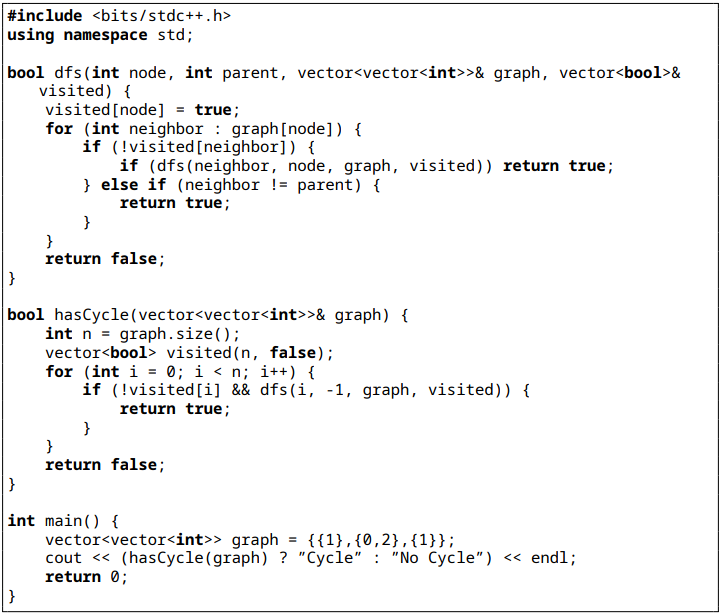 #include <bits/stdc++.h>
using namespace std;

bool dfs(int node, int parent, vector<vector<int>>& graph, vector<bool>&
    visited) {
    visited[node] = true;
    for (int neighbor : graph[node]) {
        if (!visited[neighbor]) {
            if (dfs(neighbor, node, graph, visited)) return true;
        } else if (neighbor != parent) {
            return true;
        }
    }
    return false;
}

bool hasCycle(vector<vector<int>>& graph) {
    int n = graph.size();
    vector<bool> visited(n, false);
    for (int i = 0; i < n; i++) {
        if (!visited[i] && dfs(i, -1, graph, visited)) {
            return true;
        }
    }
    return false;
}

int main() {
    vector<vector<int>> graph = {{1},{0,2},{1}};
    cout << (hasCycle(graph) ? "Cycle" : "No Cycle") << endl;
    return 0;
}